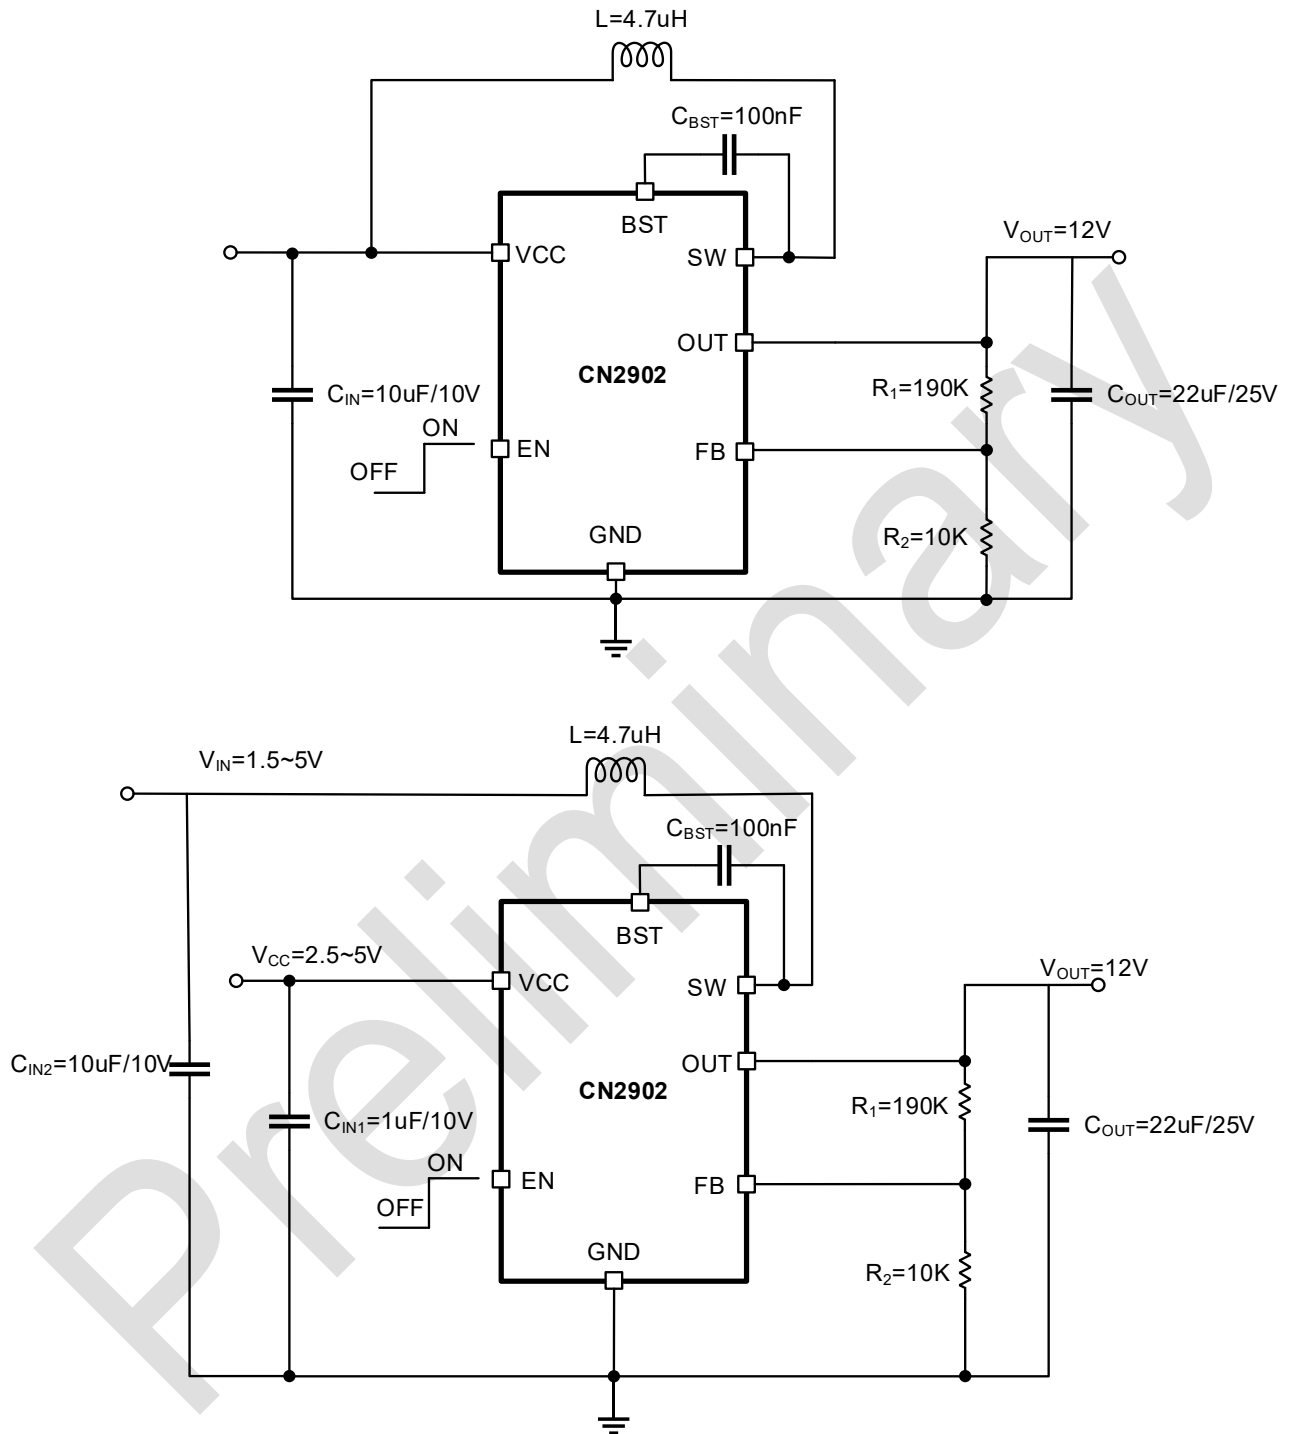 L=4.7uH
CBST=100nF
BST
VCC
SW
VOUT=12V
OUT
CN2902
R1=190K
CIN=10uF/10V
COUT=22uF/25V
ON
EN
FB
OFF
GND
R2=10K
L=4.7uH
VIN=1.5~5V
CBST=100nF
BST
VCC=2.5~5V
VCC
SW
VOUT=12V
OUT
CIN2=10uF/10V
CN2902
R1=190K
CIN1=1uF/10V
COUT=22uF/25V
ON
EN
FB
OFF
GND
R2=10K
Preliminary